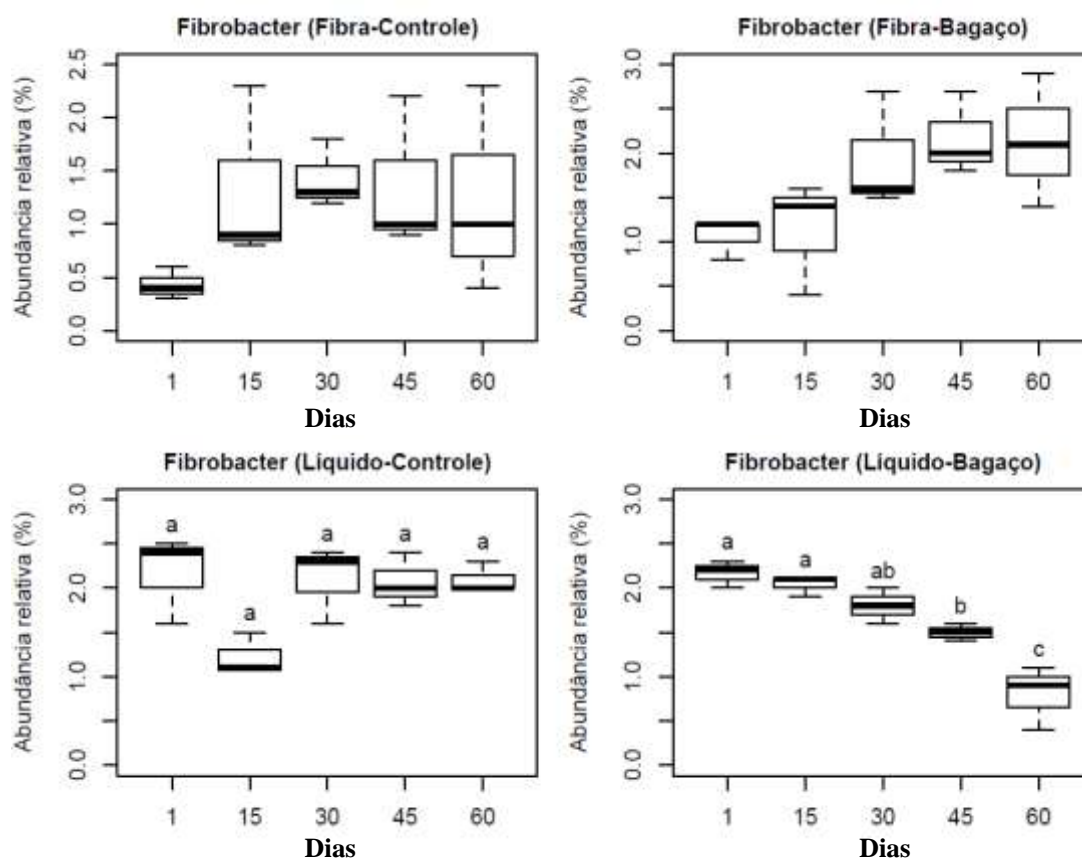 Fibrobacter (Fibra-Controle)
Abundância relativa (%)
2.5
2.0
1.5
1.0
0.5
0.0
1 15 30 45 60
Dias
Fibrobacter (Fibra-Bagaço)
Abundância relativa (%)
3.0
2.0
1.0
0.0
1 15 30 45 60
Dias
Fibrobacter (Liquido-Controle)
Abundância relativa (%)
3.0
2.0
1.0
0.0
a a a a a
1 15 30 45 60
Dias
Fibrobacter (Liquido-Bagaço)
Abundância relativa (%)
3.0
2.0
1.0
0.0
a a ab b c
1 15 30 45 60
Dias